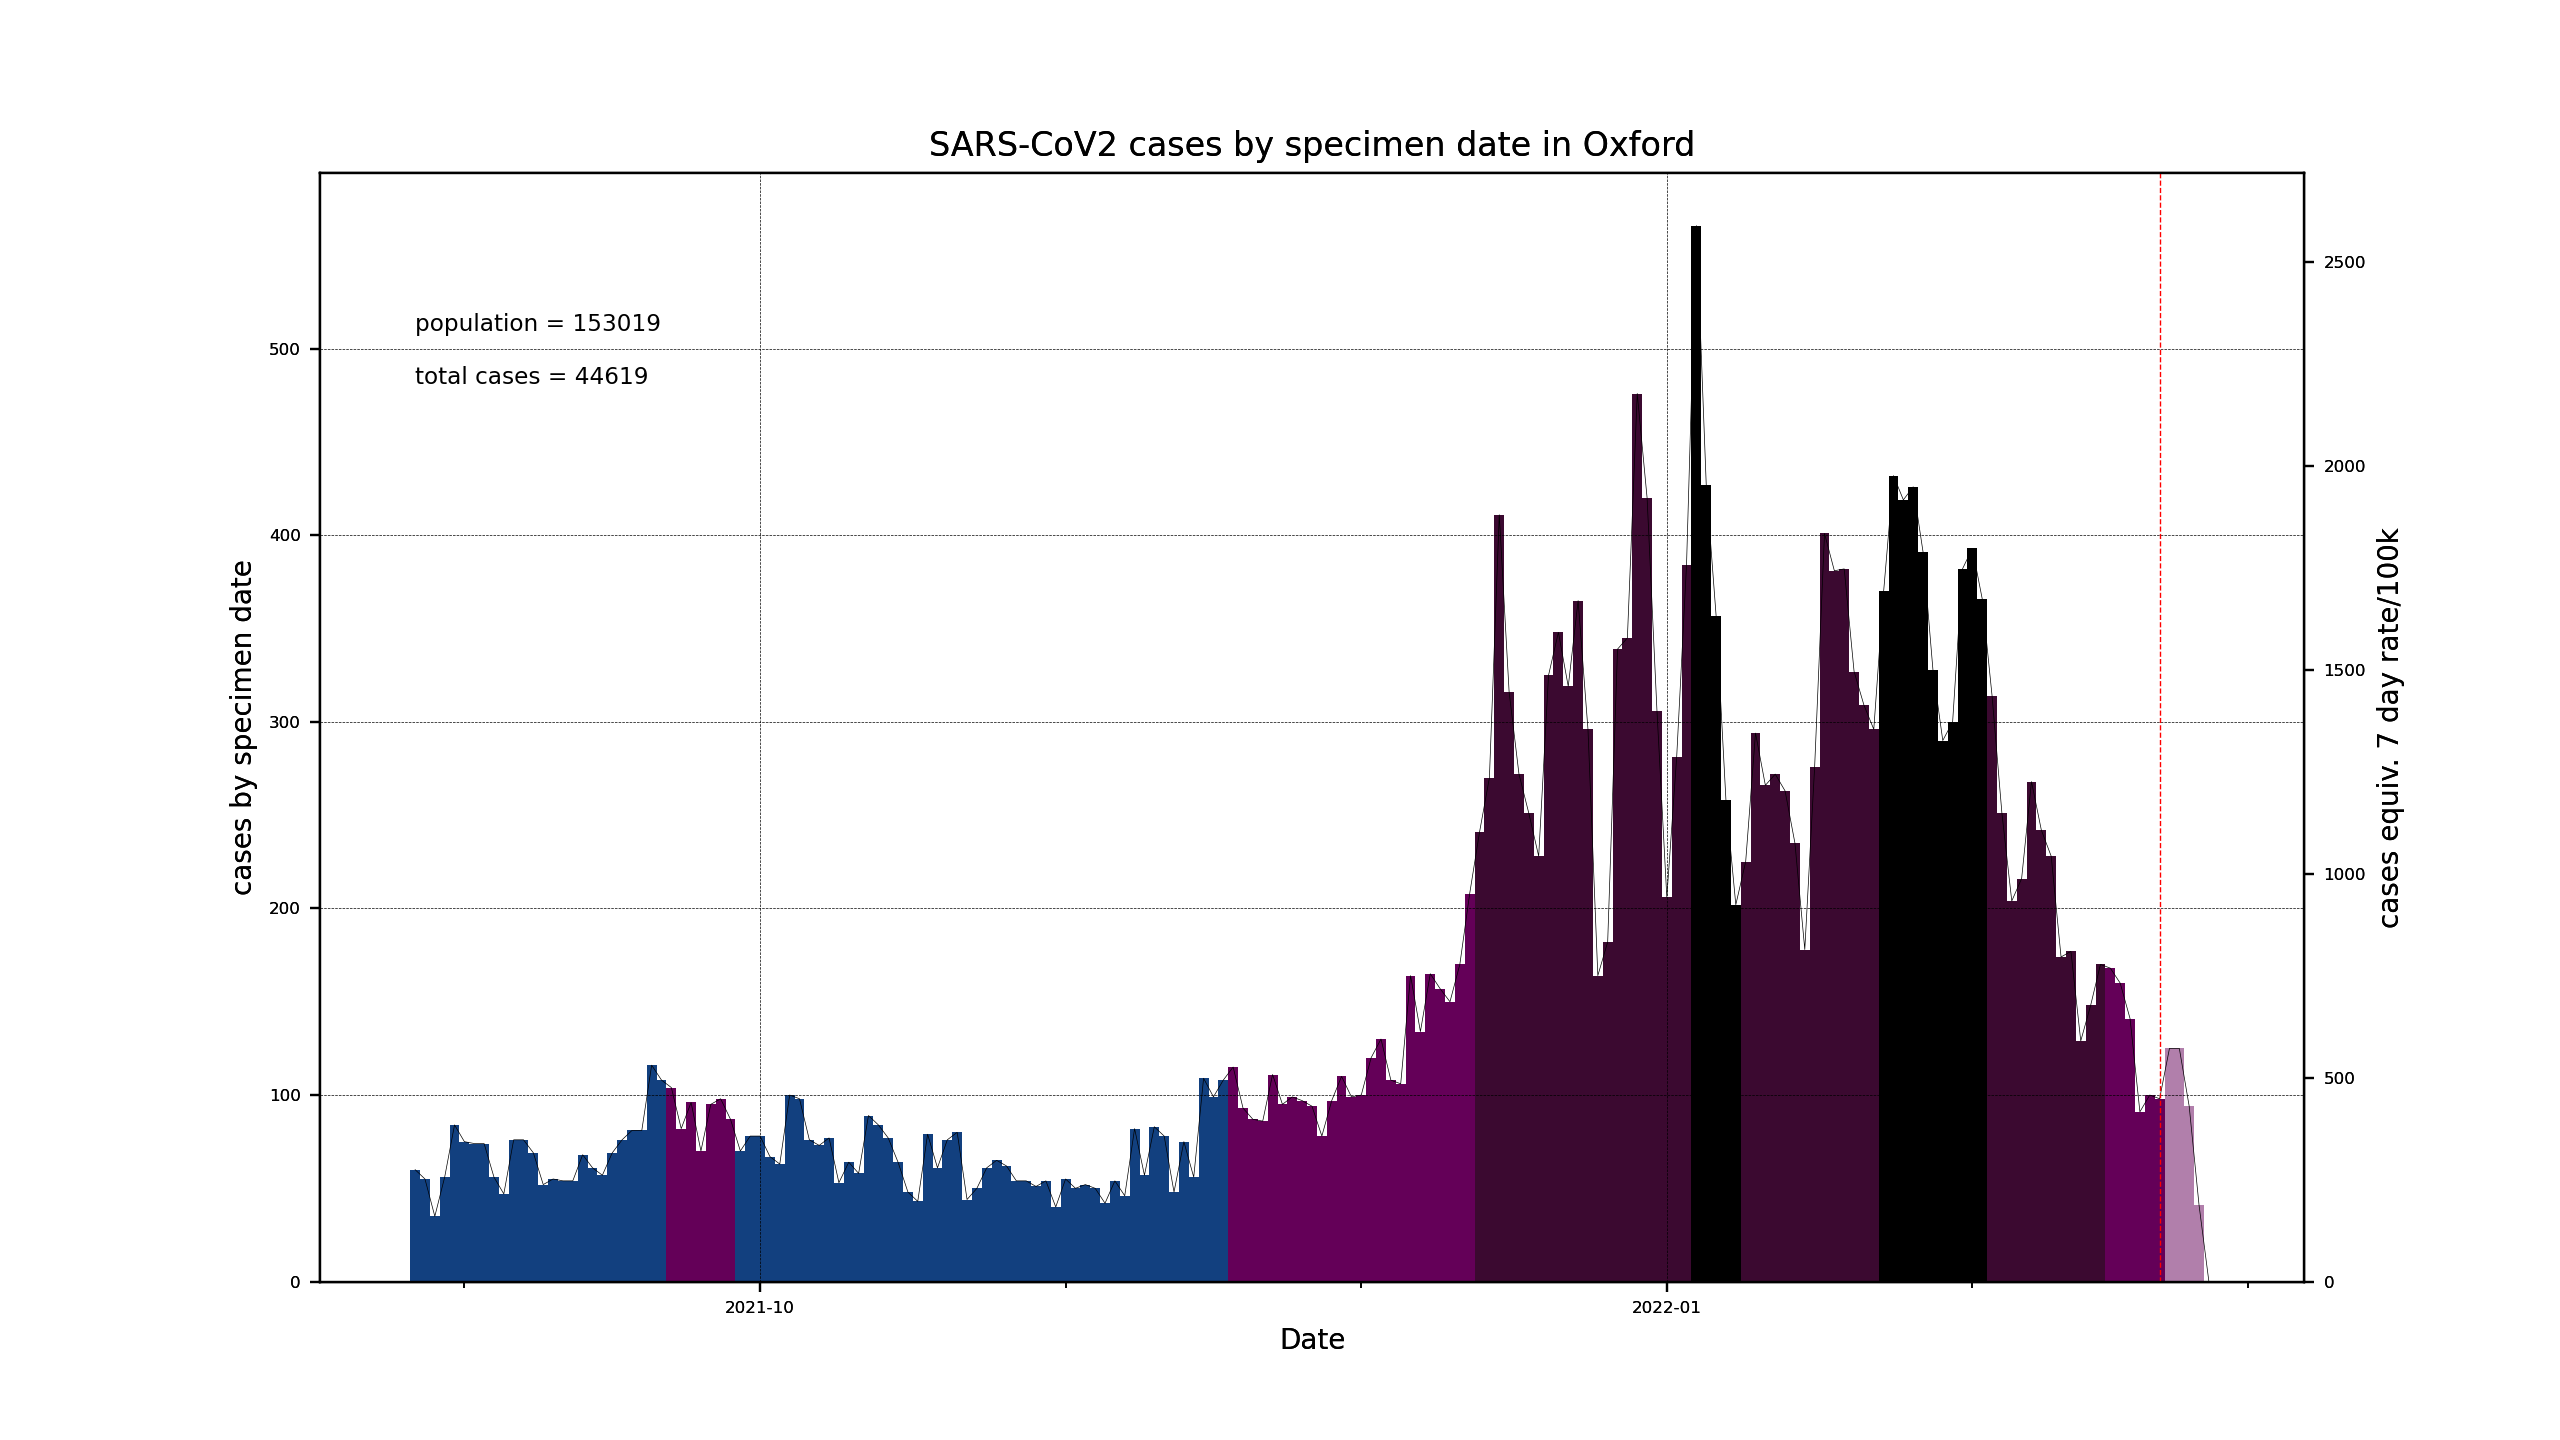 SARS-CoV2 cases by specimen date in Oxford
population = 153019
total cases = 44619
cases by specimen date
500
400
300
200
100
0
2500
2000
1500
1000
500
0
cases equiv. 7 day rate/100k
2021-10
2022-01
Date